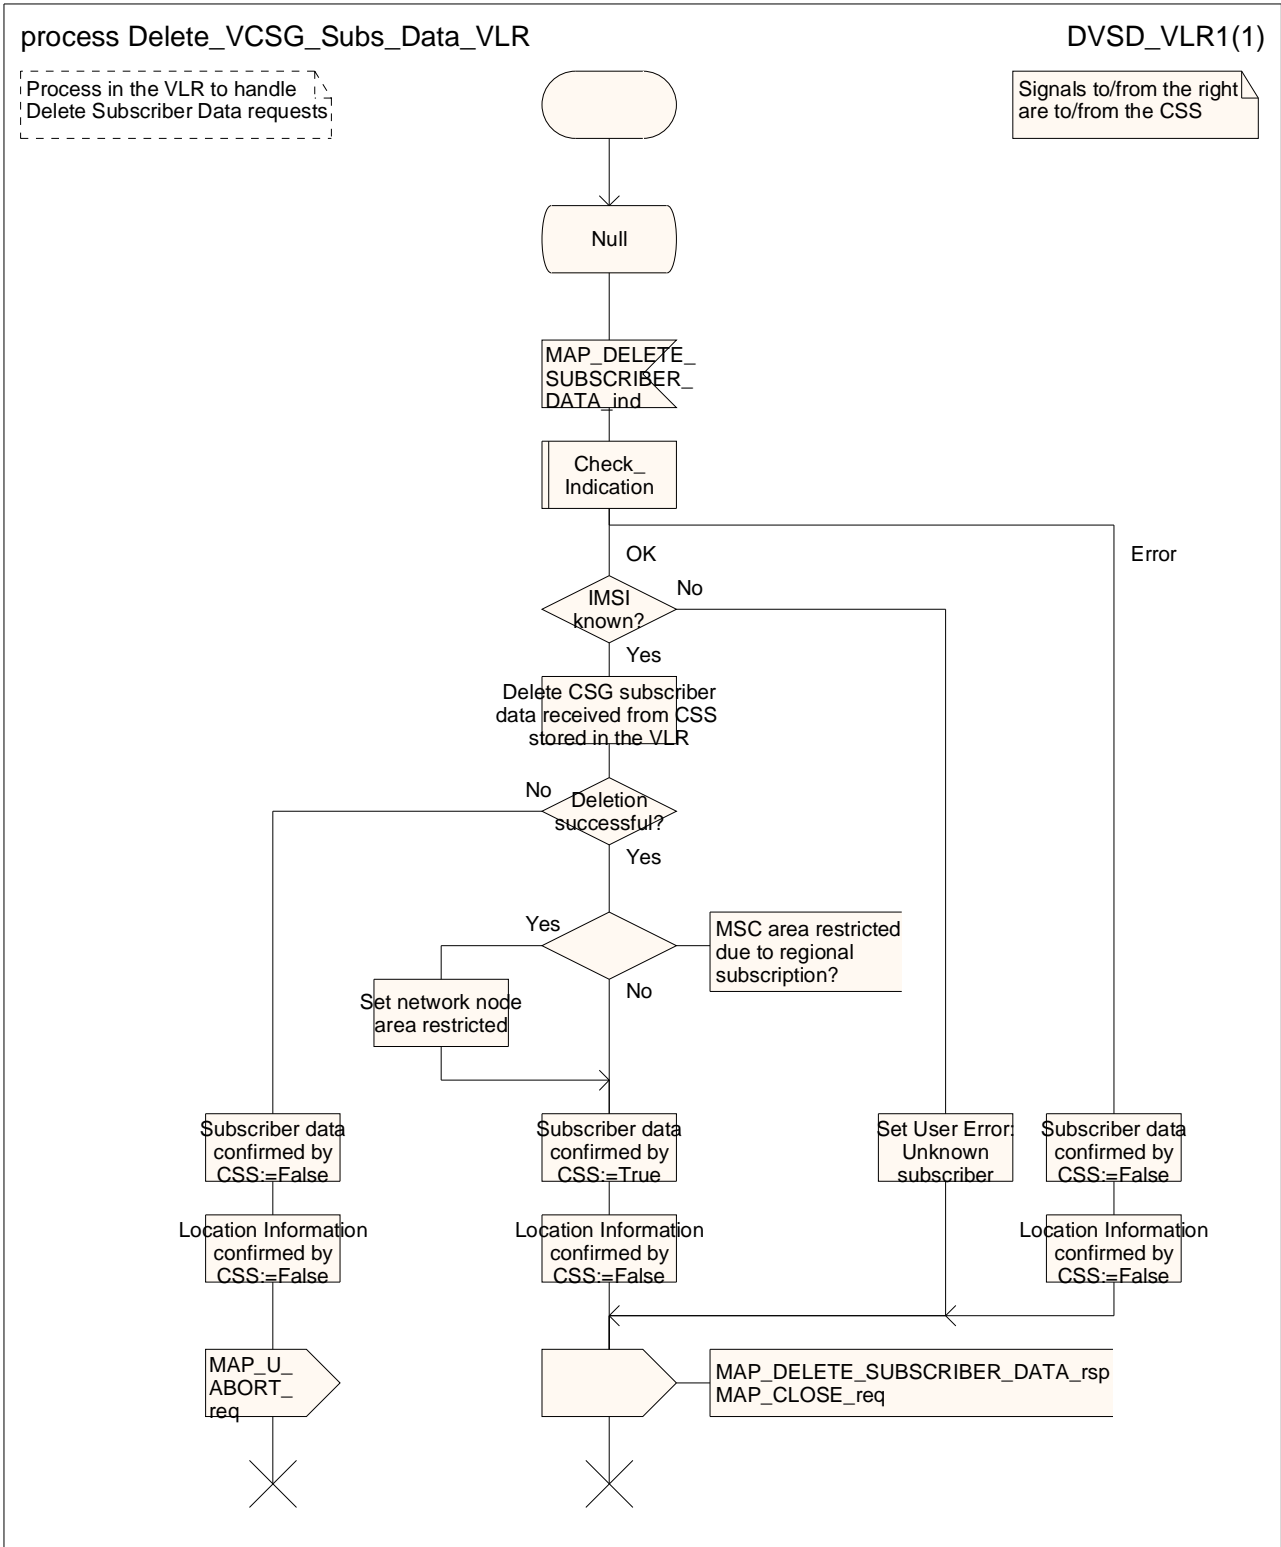 process Delete_VCSG_Subs_Data_VLR
DVSD_VLR1(1)
Process in the VLR to handle
Delete Subscriber Data requests
Signals to/from the right
are to/from the CSS
Null
MAP_DELETE_
SUBSCRIBER_
DATA_ind
Check_
Indication
OK
Error
IMSI
known?
No
Yes
Delete CSG subscriber
data received from CSS
stored in the VLR
No
Deletion
successful?
Yes
Yes
MSC area restricted
due to regional
subscription?
No
Set network node
area restricted
Subscriber data
confirmed by
CSS:=False
Subscriber data
confirmed by
CSS:=True
Set User Error:
Unknown
subscriber
Subscriber data
confirmed by
CSS:=False
Location Information
confirmed by
CSS:=False
Location Information
confirmed by
CSS:=False
Location Information
confirmed by
CSS:=False
MAP_U_
ABORT_
req
MAP_DELETE_SUBSCRIBER_DATA_rsp
MAP_CLOSE_req